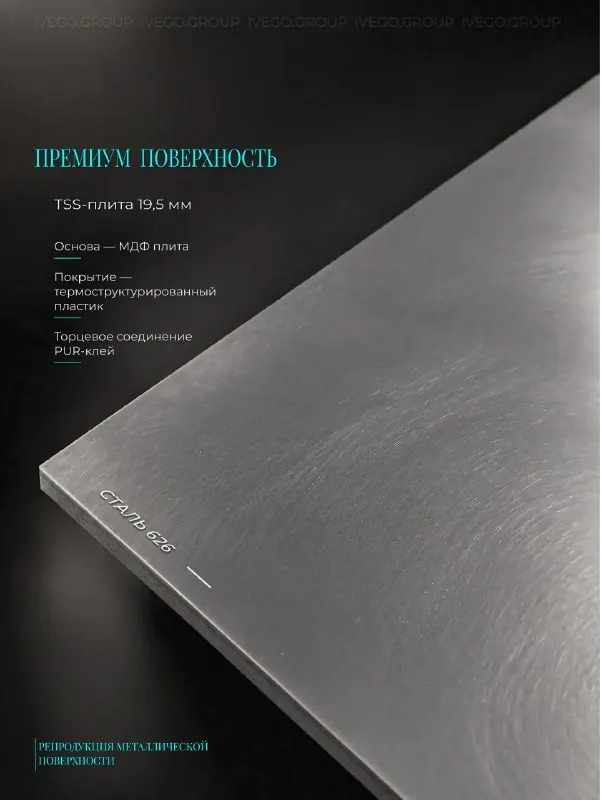 IVEGO.GROUP IVEGO.GROUP IVEGO.GROUP IVEGO.GROUP IVEGO.GROUP
ПРЕМИУМ ПОВЕРХНОСТЬ
TSS-плита 19,5 мм
Основа — МДФ плита
Покрытие —
термоструктурированный
пластик
Торцевое соединение
PUR-клей
СТАЛЬ 626
РЕПРОДУКЦИЯ МЕТАЛЛИЧЕСКОЙ
ПОВЕРХНОСТИ